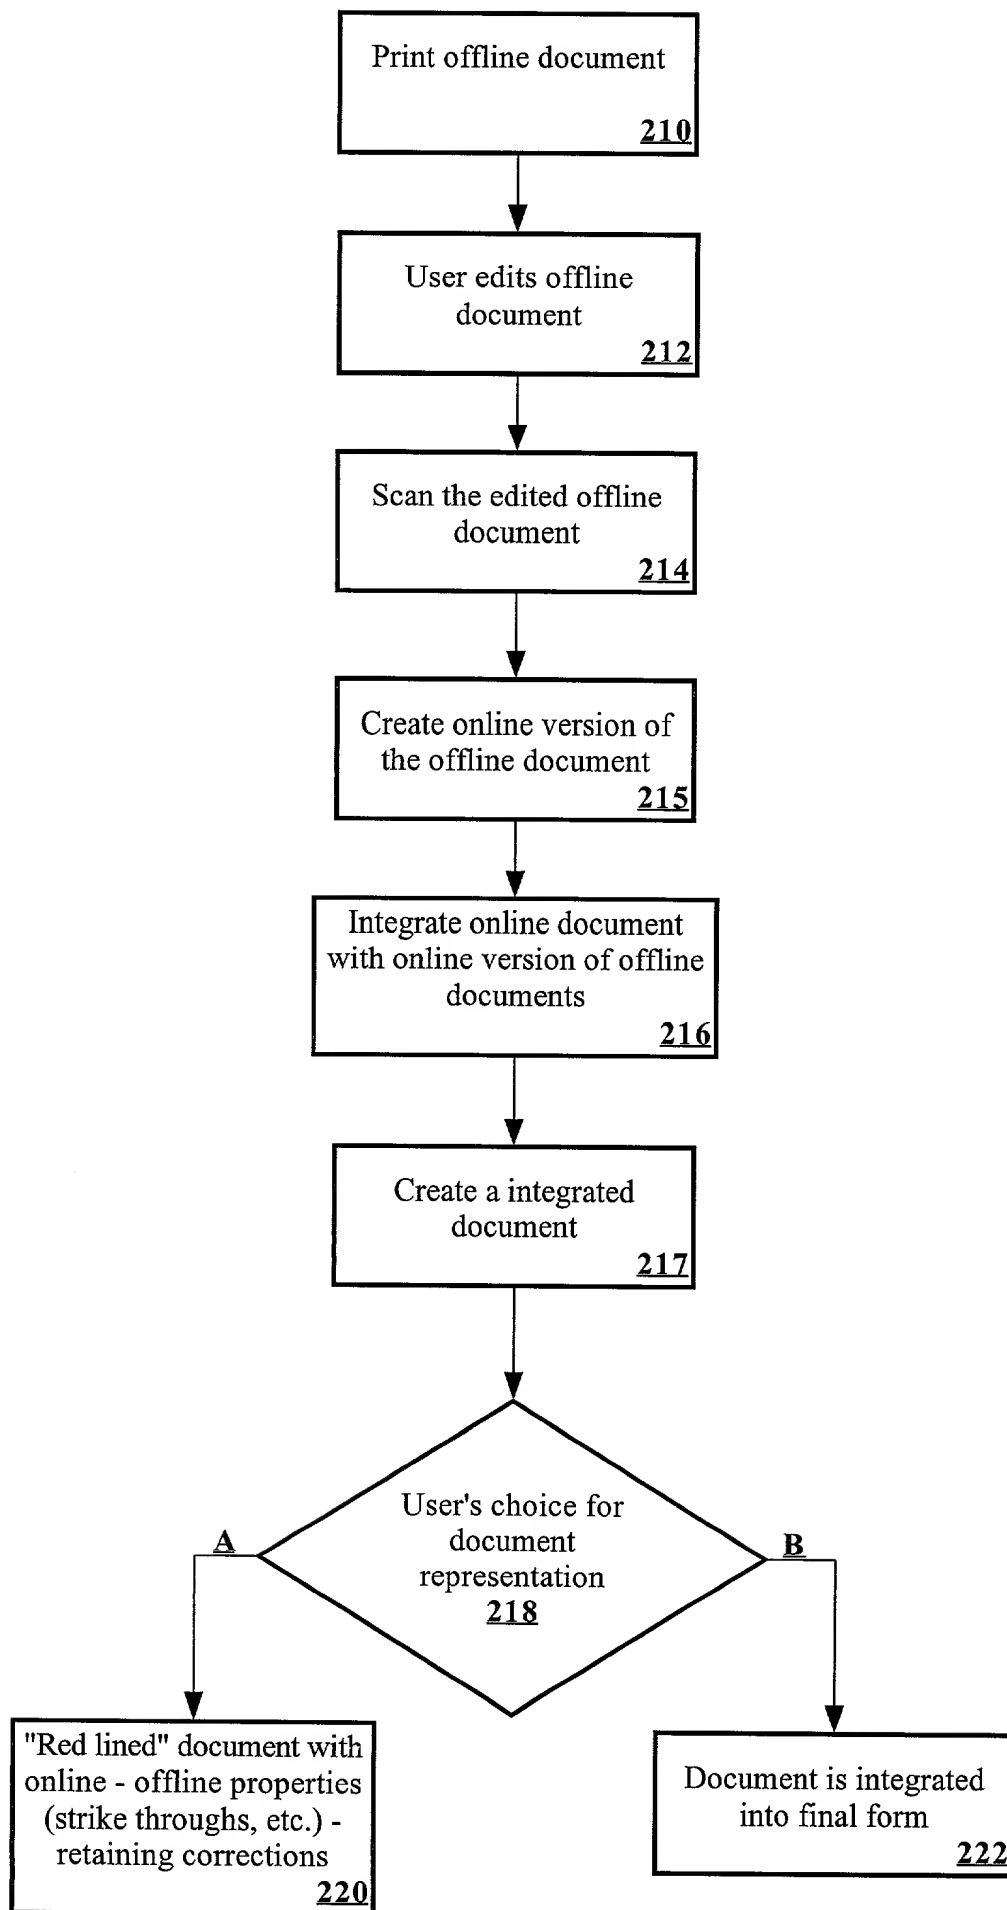 Print offline document
210
User edits offline
document
212
Scan the edited offline
document
214
Create online version of
the offline document
215
Integrate online document
with online version of offline
documents
216
Create a integrated
document
217
User's choice for
document
representation
218
A
B
"Red lined" document with
online - offline properties
(strike throughs, etc.) -
retaining corrections
220
Document is integrated
into final form
222